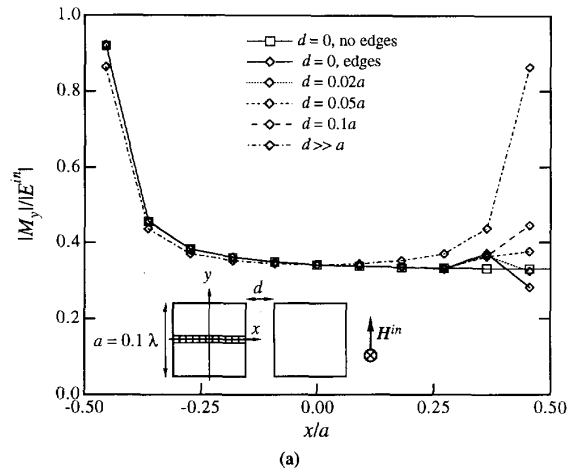 1.0
0.8
0.6
0.4
0.2
0.0
|M_y|/|E^{in}|
d = 0, no edges
d = 0, edges
d = 0.02a
d = 0.05a
d = 0.1a
d >> a
y
d
x
a = 0.1 λ
H^{in}
-0.50 -0.25 0.00 0.25 0.50
x/a
(a)